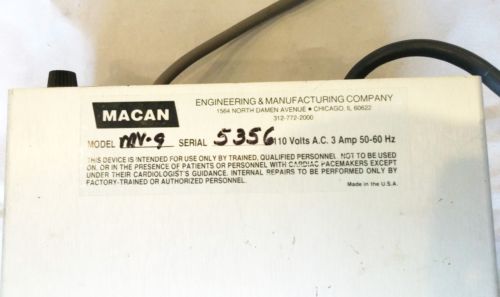 MACAN ENGINEERING & MANUFACTURING COMPANY
1564 NORTH DAMEN AVENUE • CHICAGO, IL 60622
312-772-2000
MODEL MV-9 SERIAL 5356 110 Volts A.C. 3 Amp 50-60 Hz
THIS DEVICE IS INTENDED FOR USE ONLY BY TRAINED, QUALIFIED PERSONNEL. NOT TO BE USED
ON, OR IN THE PRESENCE OF PATIENTS OR PERSONNEL WITH CARDIAC PACEMAKERS EXCEPT
UNDER THEIR CARDIOLOGIST'S GUIDANCE. INTERNAL REPAIRS TO BE PERFORMED ONLY BY
FACTORY-TRAINED OR AUTHORIZED PERSONNEL.
Made in the U.S.A.